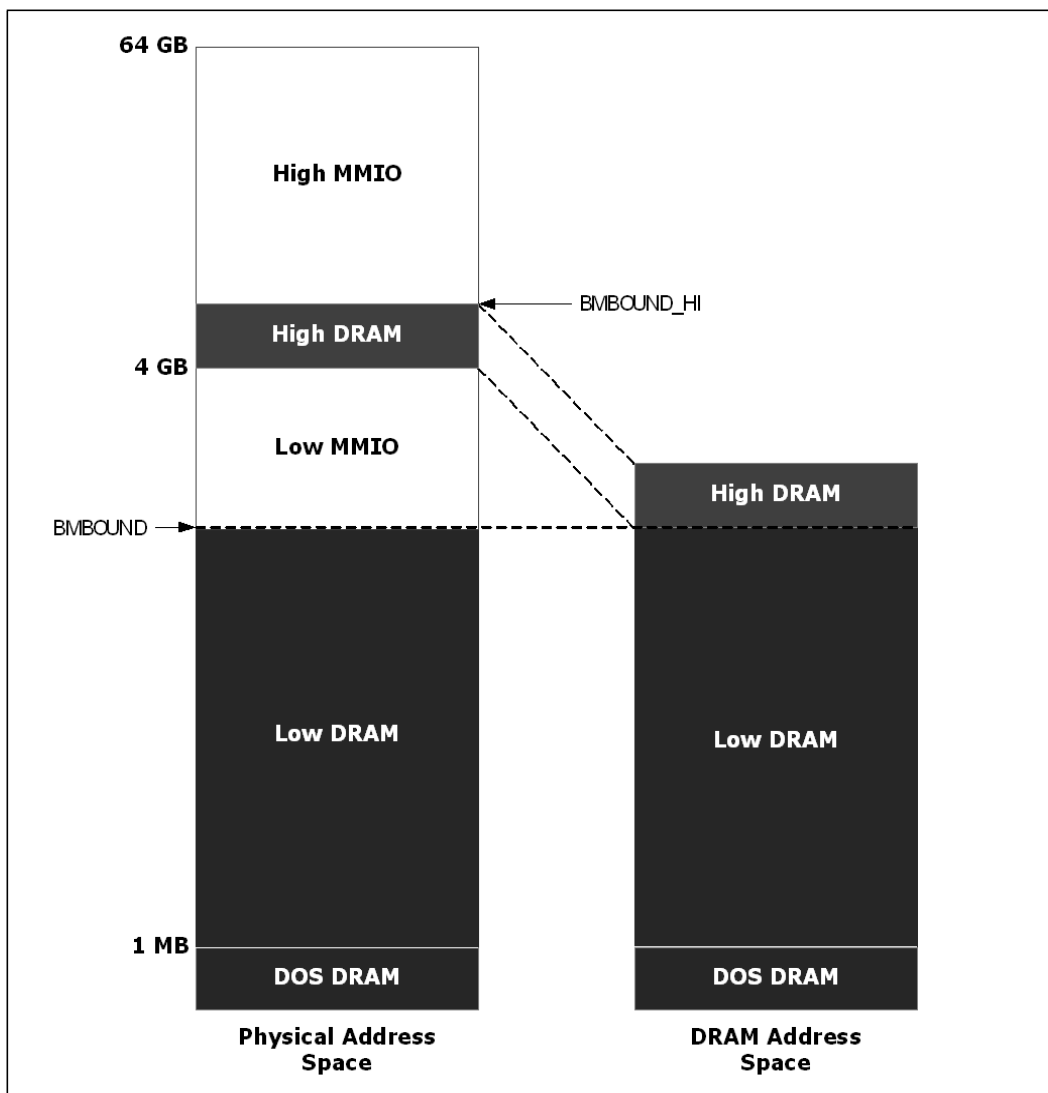 64 GB
High MMIO
BMBOUND_HI
High DRAM
4 GB
Low MMIO
High DRAM
BMBOUND
Low DRAM
Low DRAM
1 MB
DOS DRAM
DOS DRAM
Physical Address
Space
DRAM Address
Space